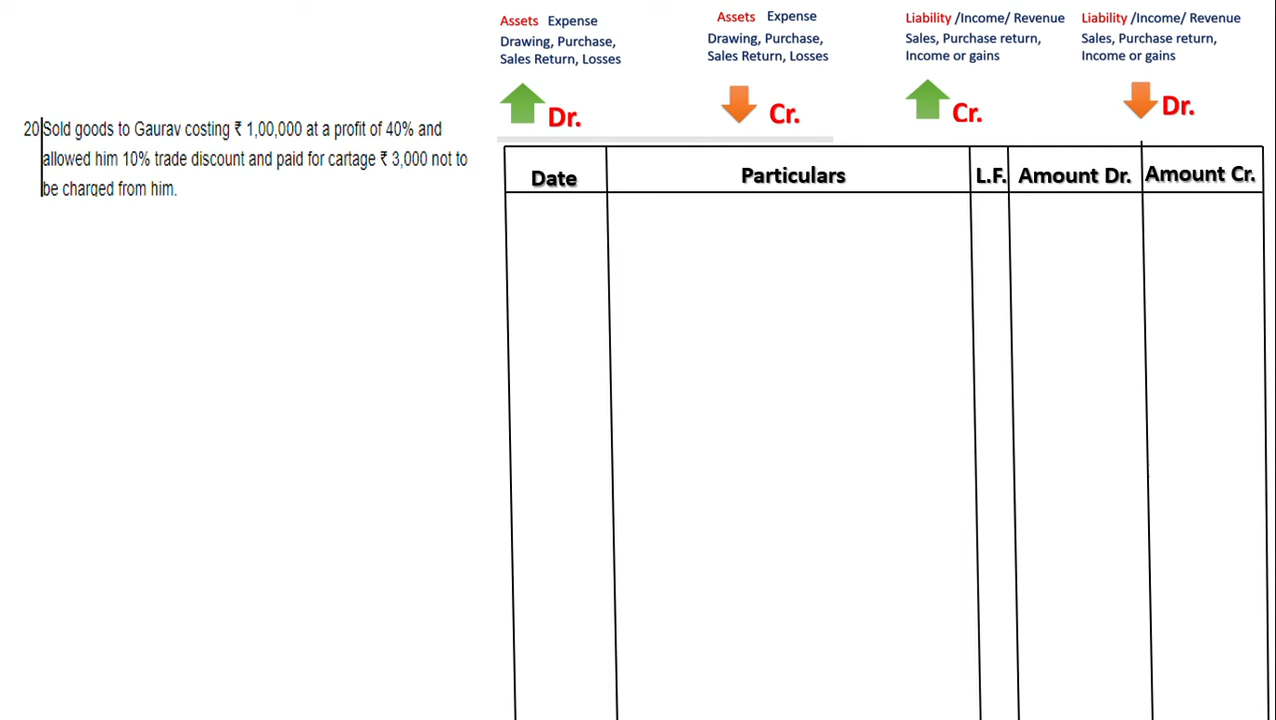 Assets Expense
Drawing, Purchase,
Sales Return, Losses
Dr.
Assets Expense
Drawing, Purchase,
Sales Return, Losses
Cr.
Liability /Income/ Revenue
Sales, Purchase return,
Income or gains
Cr.
Liability /Income/ Revenue
Sales, Purchase return,
Income or gains
Dr.
20 Sold goods to Gaurav costing ₹ 1,00,000 at a profit of 40% and
allowed him 10% trade discount and paid for cartage ₹ 3,000 not to
be charged from him.
Date Particulars L.F. Amount Dr. Amount Cr.